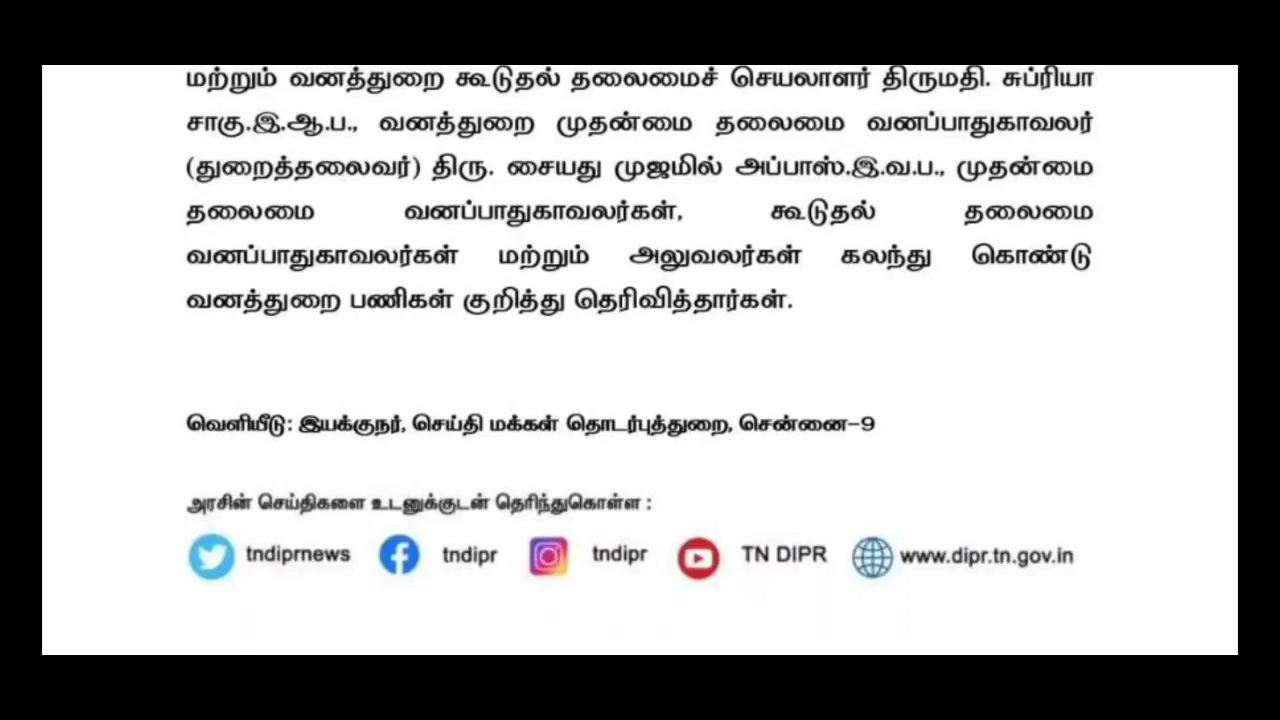 மற்றும் வனத்துறை கூடுதல் தலைமைச் செயலாளர் திருமதி. சுப்ரியா
சாகு.இ.ஆ.ப., வனத்துறை முதன்மை தலைமை வனப்பாதுகாவலர்
(துறைத்தலைவர்) திரு. சையது முஜமில் அப்பாஸ்.இ.வ.ப., முதன்மை
தலைமை வனப்பாதுகாவலர்கள், கூடுதல் தலைமை
வனப்பாதுகாவலர்கள் மற்றும் அலுவலர்கள் கலந்து கொண்டு
வனத்துறை பணிகள் குறித்து தெரிவித்தார்கள்.
வெளியீடு: இயக்குநர், செய்தி மக்கள் தொடர்புத்துறை, சென்னை-9
அரசின் செய்திகளை உடனுக்குடன் தெரிந்துகொள்ள :
tndiprnews tndipr tndipr TN DIPR www.dipr.tn.gov.in